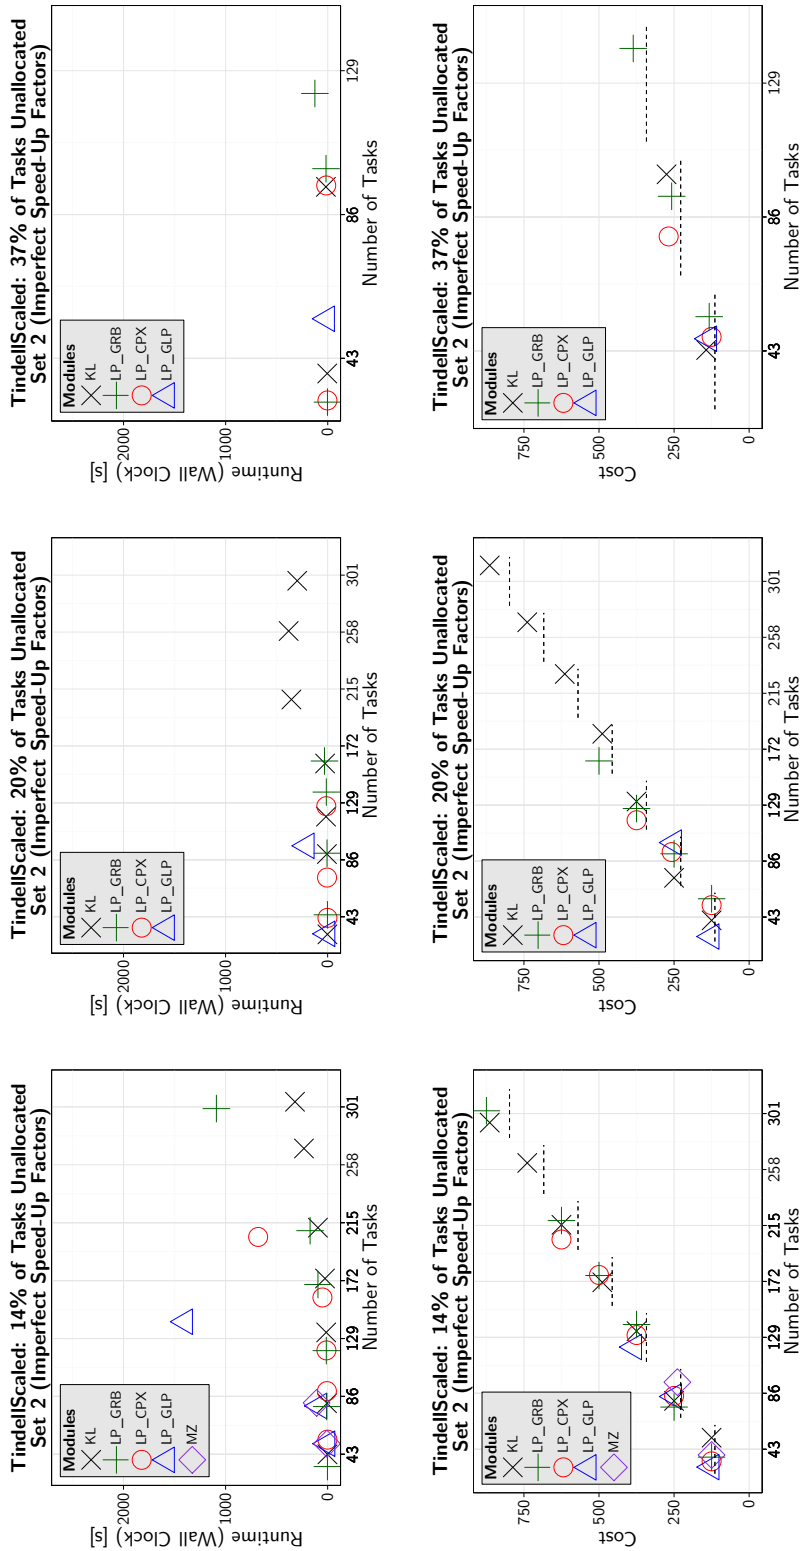 TindellScaled: 14% of Tasks Unallocated
Set 2 (Imperfect Speed-Up Factors)
Modules
KL
LP_GRB
LP_CPX
LP_GLP
MZ
2000
1000
0
Runtime (Wall Clock) [s]
43
86
129
172
215
258
301
Number of Tasks
TindellScaled: 20% of Tasks Unallocated
Set 2 (Imperfect Speed-Up Factors)
Modules
KL
LP_GRB
LP_CPX
LP_GLP
2000
1000
0
Runtime (Wall Clock) [s]
43
86
129
172
215
258
301
Number of Tasks
TindellScaled: 37% of Tasks Unallocated
Set 2 (Imperfect Speed-Up Factors)
Modules
KL
LP_GRB
LP_CPX
LP_GLP
2000
1000
0
Runtime (Wall Clock) [s]
43
86
129
Number of Tasks
TindellScaled: 14% of Tasks Unallocated
Set 2 (Imperfect Speed-Up Factors)
Modules
KL
LP_GRB
LP_CPX
LP_GLP
MZ
750
500
250
0
Cost
43
86
129
172
215
258
301
Number of Tasks
TindellScaled: 20% of Tasks Unallocated
Set 2 (Imperfect Speed-Up Factors)
Modules
KL
LP_GRB
LP_CPX
LP_GLP
750
500
250
0
Cost
43
86
129
172
215
258
301
Number of Tasks
TindellScaled: 37% of Tasks Unallocated
Set 2 (Imperfect Speed-Up Factors)
Modules
KL
LP_GRB
LP_CPX
LP_GLP
750
500
250
0
Cost
43
86
129
Number of Tasks